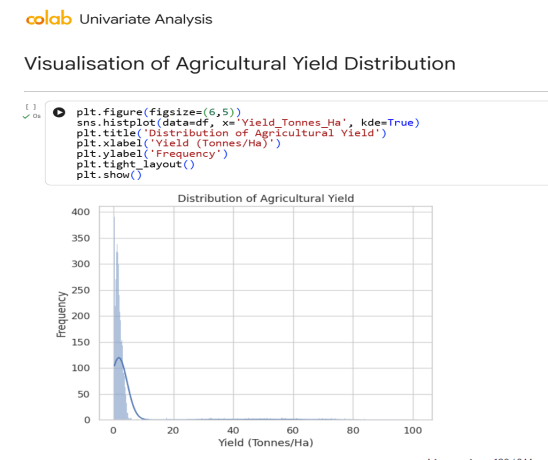 colab Univariate Analysis
Visualisation of Agricultural Yield Distribution
[ ]
0s
plt.figure(figsize=(6,5))
sns.histplot(data=df, x='Yield_Tonnes_Ha', kde=True)
plt.title('Distribution of Agricultural Yield')
plt.xlabel('Yield (Tonnes/Ha)')
plt.ylabel('Frequency')
plt.tight_layout()
plt.show()
Distribution of Agricultural Yield
400
350
300
250
200
150
100
50
0
Frequency
0 20 40 60 80 100
Yield (Tonnes/Ha)